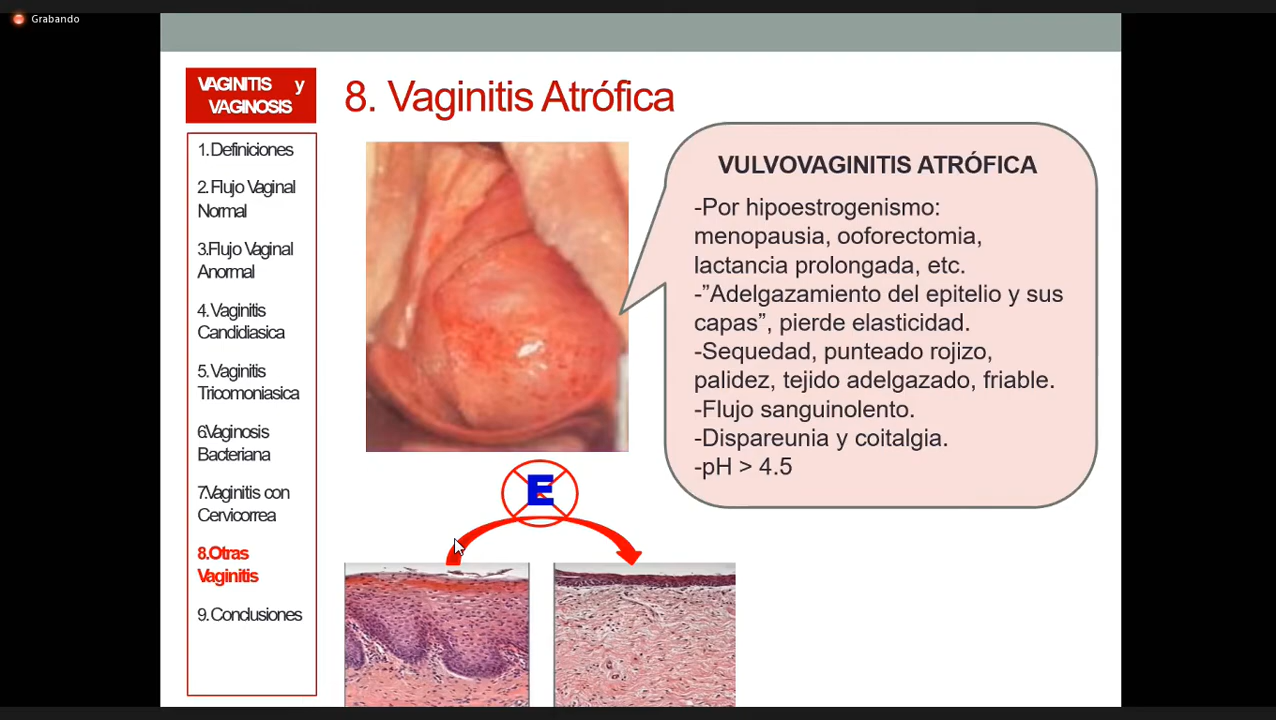 Grabando
VAGINITIS y
VAGINOSIS
1.Definiciones
2. Flujo Vaginal
Normal
3.Flujo Vaginal
Anormal
4. Vaginitis
Candidiasica
5. Vaginitis
Tricomoniasica
6.Vaginosis
Bacteriana
7.Vaginitis con
Cervicorrea
8.Otras
Vaginitis
9. Conclusiones
8. Vaginitis Atrófica
VULVOVAGINITIS ATRÓFICA
-Por hipoestrogenismo:
menopausia, ooforectomia,
lactancia prolongada, etc.
-”Adelgazamiento del epitelio y sus
capas”, pierde elasticidad.
-Sequedad, punteado rojizo,
palidez, tejido adelgazado, friable.
-Flujo sanguinolento.
-Dispareunia y coitalgia.
-pH > 4.5
E